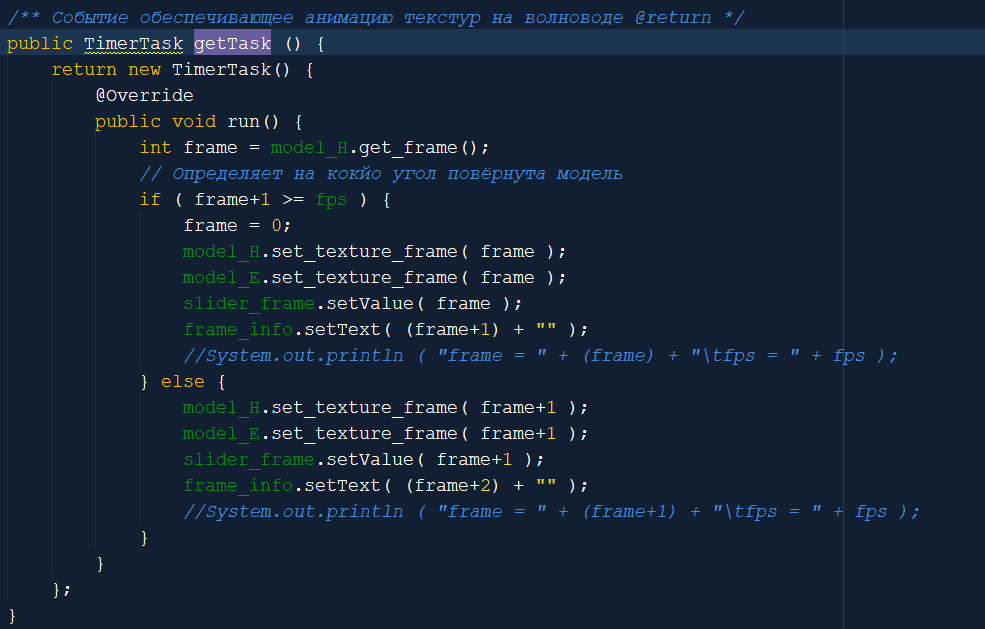 /** Событие обеспечивающее анимацию текстур на волноводе @return */
public TimerTask getTask () {
return new TimerTask() {
@Override
public void run() {
int frame = model_H.get_frame();
// Определяет на кокйо угол повёрнута модель
if ( frame+1 >= fps ) {
frame = 0;
model_H.set_texture_frame( frame );
model_E.set_texture_frame( frame );
slider_frame.setValue( frame );
frame_info.setText( (frame+1) + "" );
//System.out.println ( "frame = " + (frame) + "\tfps = " + fps );
} else {
model_H.set_texture_frame( frame+1 );
model_E.set_texture_frame( frame+1 );
slider_frame.setValue( frame+1 );
frame_info.setText( (frame+2) + "" );
//System.out.println ( "frame = " + (frame+1) + "\tfps = " + fps );
}
}
};
}